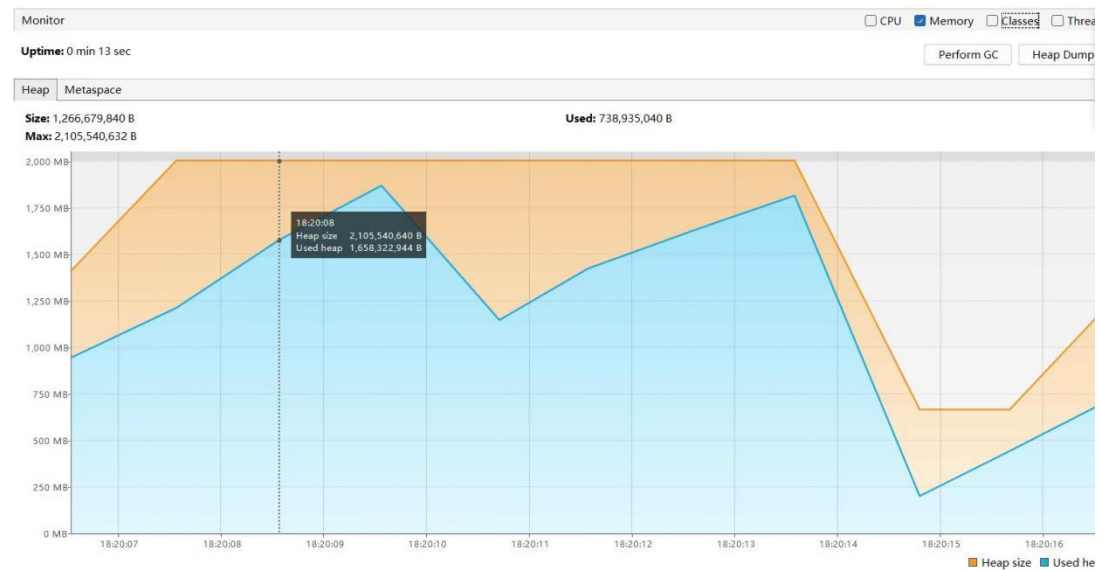 Monitor CPU Memory Classes Threa
Uptime: 0 min 13 sec
Perform GC Heap Dump
Heap Metaspace
Size: 1,266,679,840 B Used: 738,935,040 B
Max: 2,105,540,632 B
2,000 MB
1,750 MB
18:20:08
Heap size 2,105,540,640 B
Used heap 1,658,322,944 B
1,500 MB
1,250 MB
1,000 MB
750 MB
500 MB
250 MB
0 MB
18:20:07 18:20:08 18:20:09 18:20:10 18:20:11 18:20:12 18:20:13 18:20:14 18:20:15 18:20:16
Heap size Used he